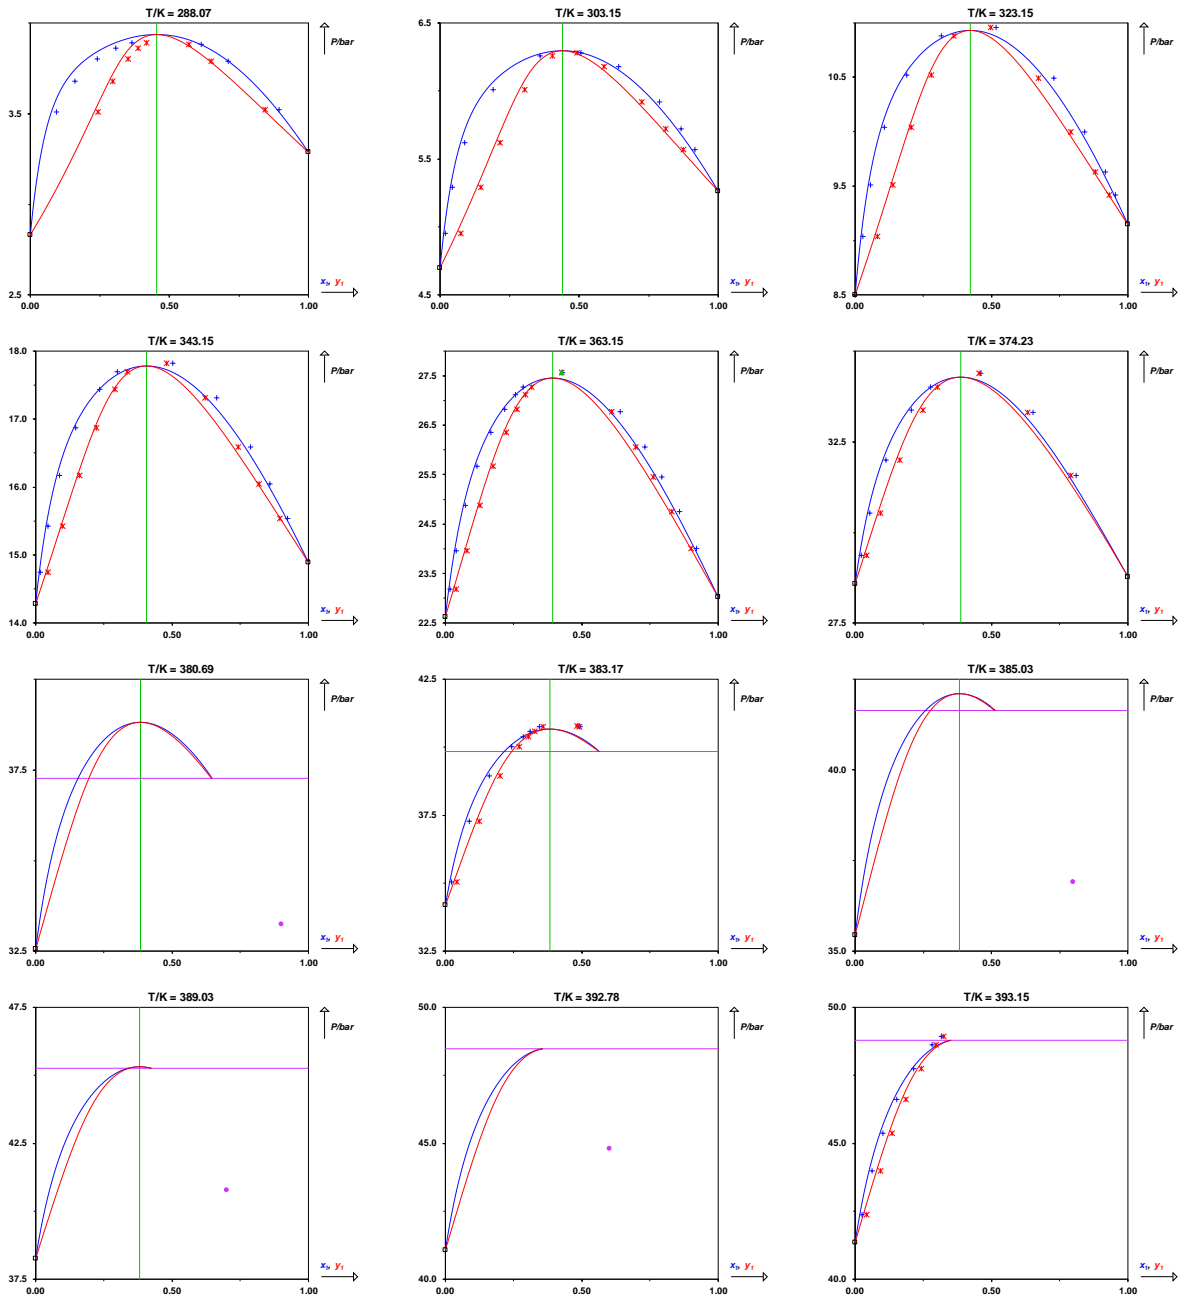 T/K = 288.07
P/bar
3.5
2.5
0.00 0.50 1.00
x₁, y₁
T/K = 303.15
6.5
P/bar
5.5
4.5
0.00 0.50 1.00
x₁, y₁
T/K = 323.15
P/bar
10.5
9.5
8.5
0.00 0.50 1.00
x₁, y₁
T/K = 343.15
18.0
P/bar
17.0
16.0
15.0
14.0
0.00 0.50 1.00
x₁, y₁
T/K = 363.15
P/bar
27.5
26.5
25.5
24.5
23.5
22.5
0.00 0.50 1.00
x₁, y₁
T/K = 374.23
P/bar
32.5
27.5
0.00 0.50 1.00
x₁, y₁
T/K = 380.69
P/bar
37.5
32.5
0.00 0.50 1.00
x₁, y₁
T/K = 383.17
42.5
P/bar
37.5
32.5
0.00 0.50 1.00
x₁, y₁
T/K = 385.03
P/bar
40.0
35.0
0.00 0.50 1.00
x₁, y₁
T/K = 389.03
47.5
P/bar
42.5
37.5
0.00 0.50 1.00
x₁, y₁
T/K = 392.78
50.0
P/bar
45.0
40.0
0.00 0.50 1.00
x₁, y₁
T/K = 393.15
50.0
P/bar
45.0
40.0
0.00 0.50 1.00
x₁, y₁